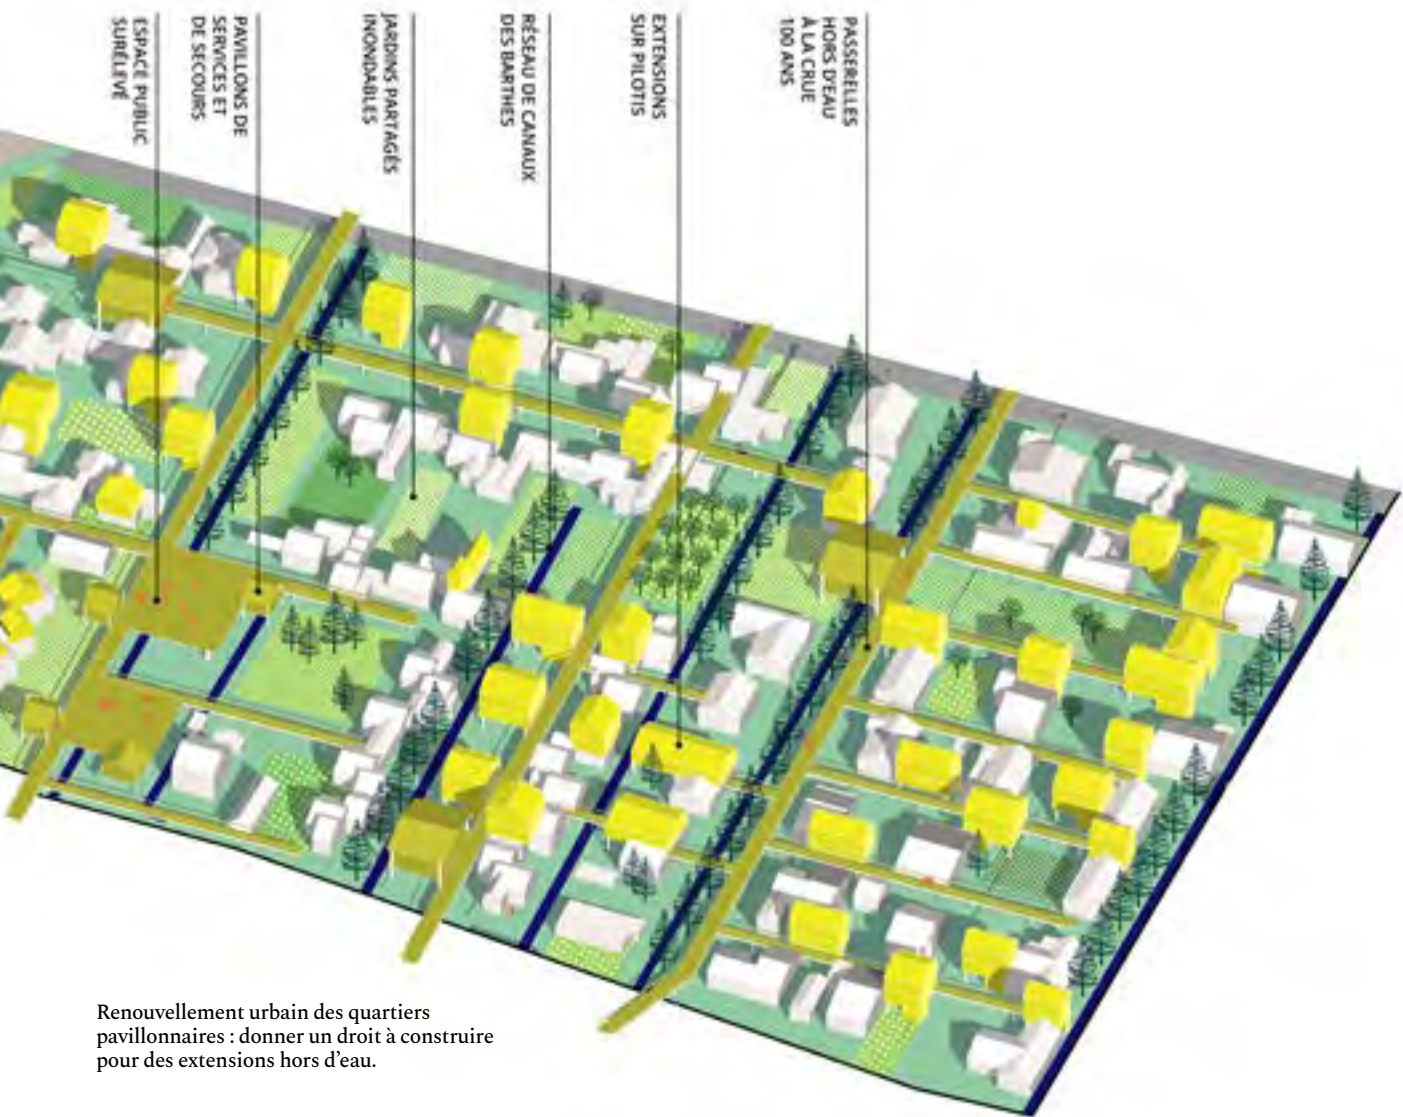 ESPACE PUBLIC
SURÉLEVÉ
PAVILLONS DE
SERVICES ET
DE SECOURS
JARDINS PARTAGÉS
INONDABLES
RÉSEAU DE CANAUX
DES BARTHES
EXTENSIONS
SUR PILOTIS
PASSERELLES
HORS D'EAU
À LA CRUE
100 ANS
Renouvellement urbain des quartiers
pavillonnaires : donner un droit à construire
pour des extensions hors d'eau.